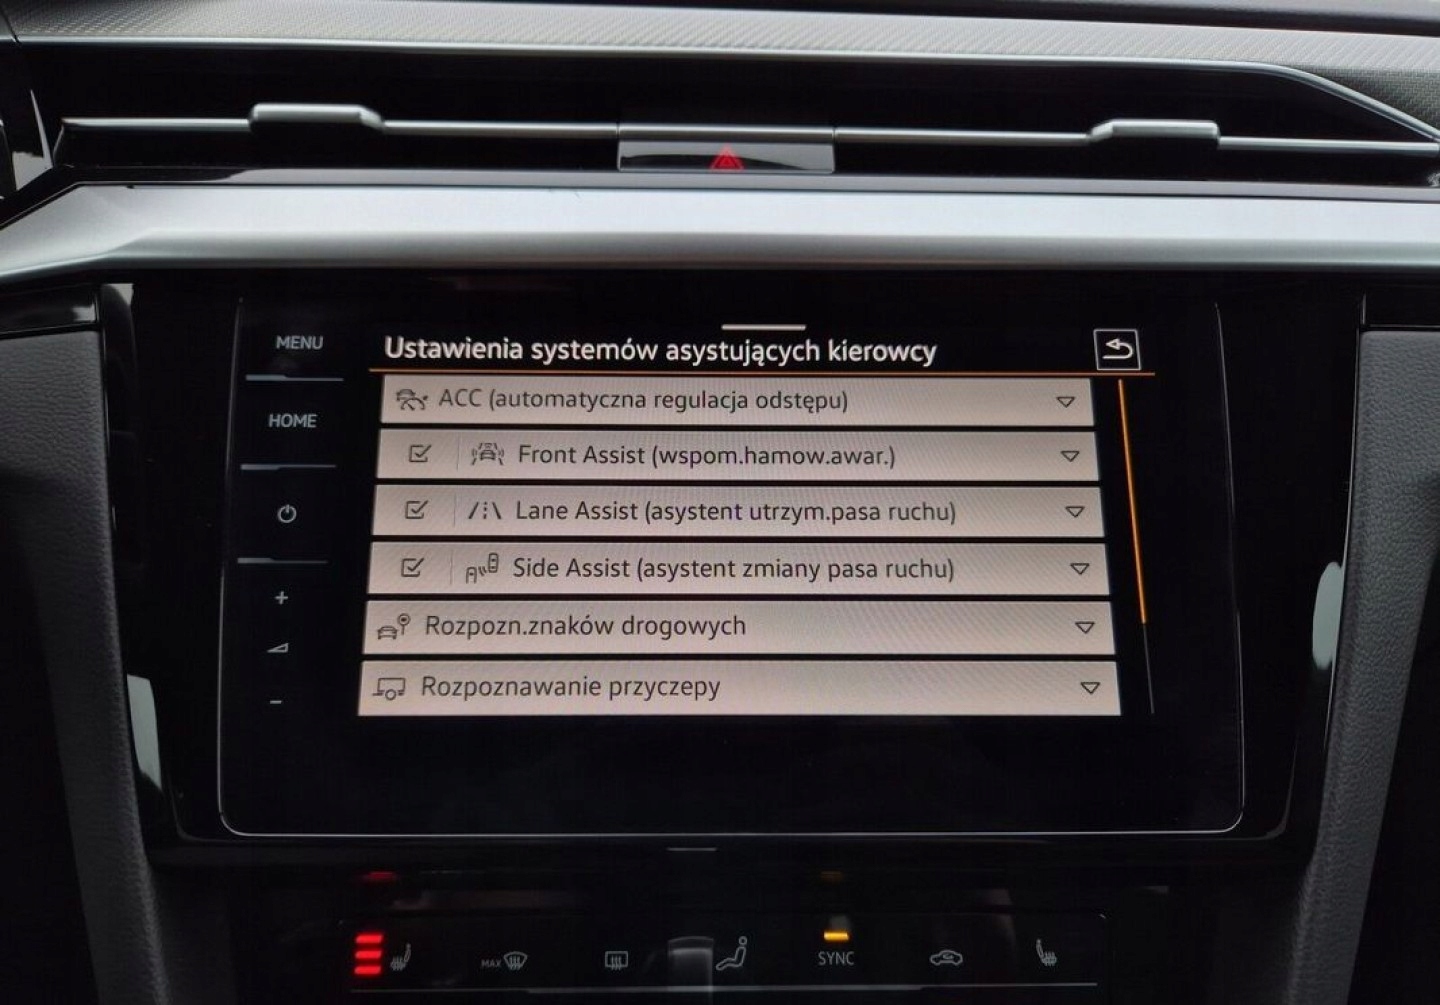 MENU
Ustawienia systemów asystujących kierowcy
ACC (automatyczna regulacja odstępu)
HOME
Front Assist (wspom.hamow.awar.)
Lane Assist (asystent utrzym.pasa ruchu)
Side Assist (asystent zmiany pasa ruchu)
+
Rozpozn.znaków drogowych
Rozpoznawanie przyczepy
-
MAX
SYNC